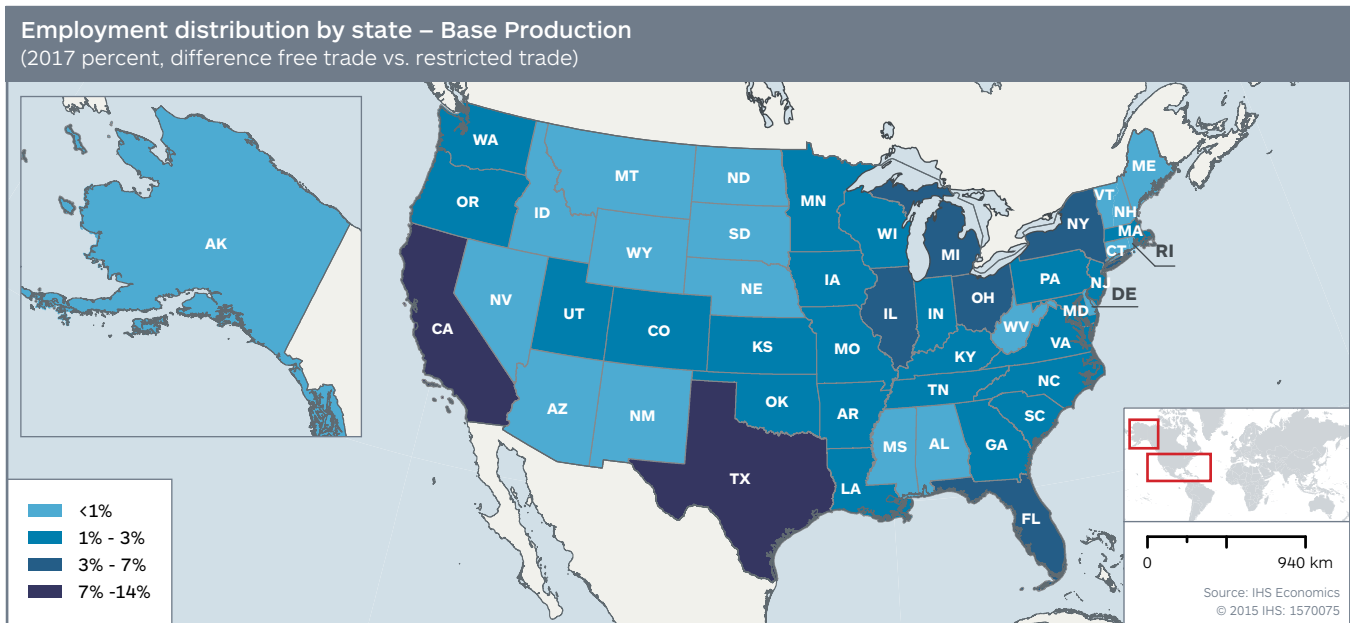 Employment distribution by state – Base Production
(2017 percent, difference free trade vs. restricted trade)
WA
MT
ND
MN
ME
VT
NH
OR
ID
SD
WI
NY
MA
AK
WY
MI
CT
RI
NE
IA
PA
NJ
NV
OH
DE
UT
CO
IL
IN
MD
CA
WV
KS
MO
KY
VA
AZ
NM
OK
AR
TN
NC
SC
MS
AL
GA
TX
LA
FL
<1%
1% - 3%
3% - 7%
7% -14%
0 940 km
Source: IHS Economics
© 2015 IHS: 1570075